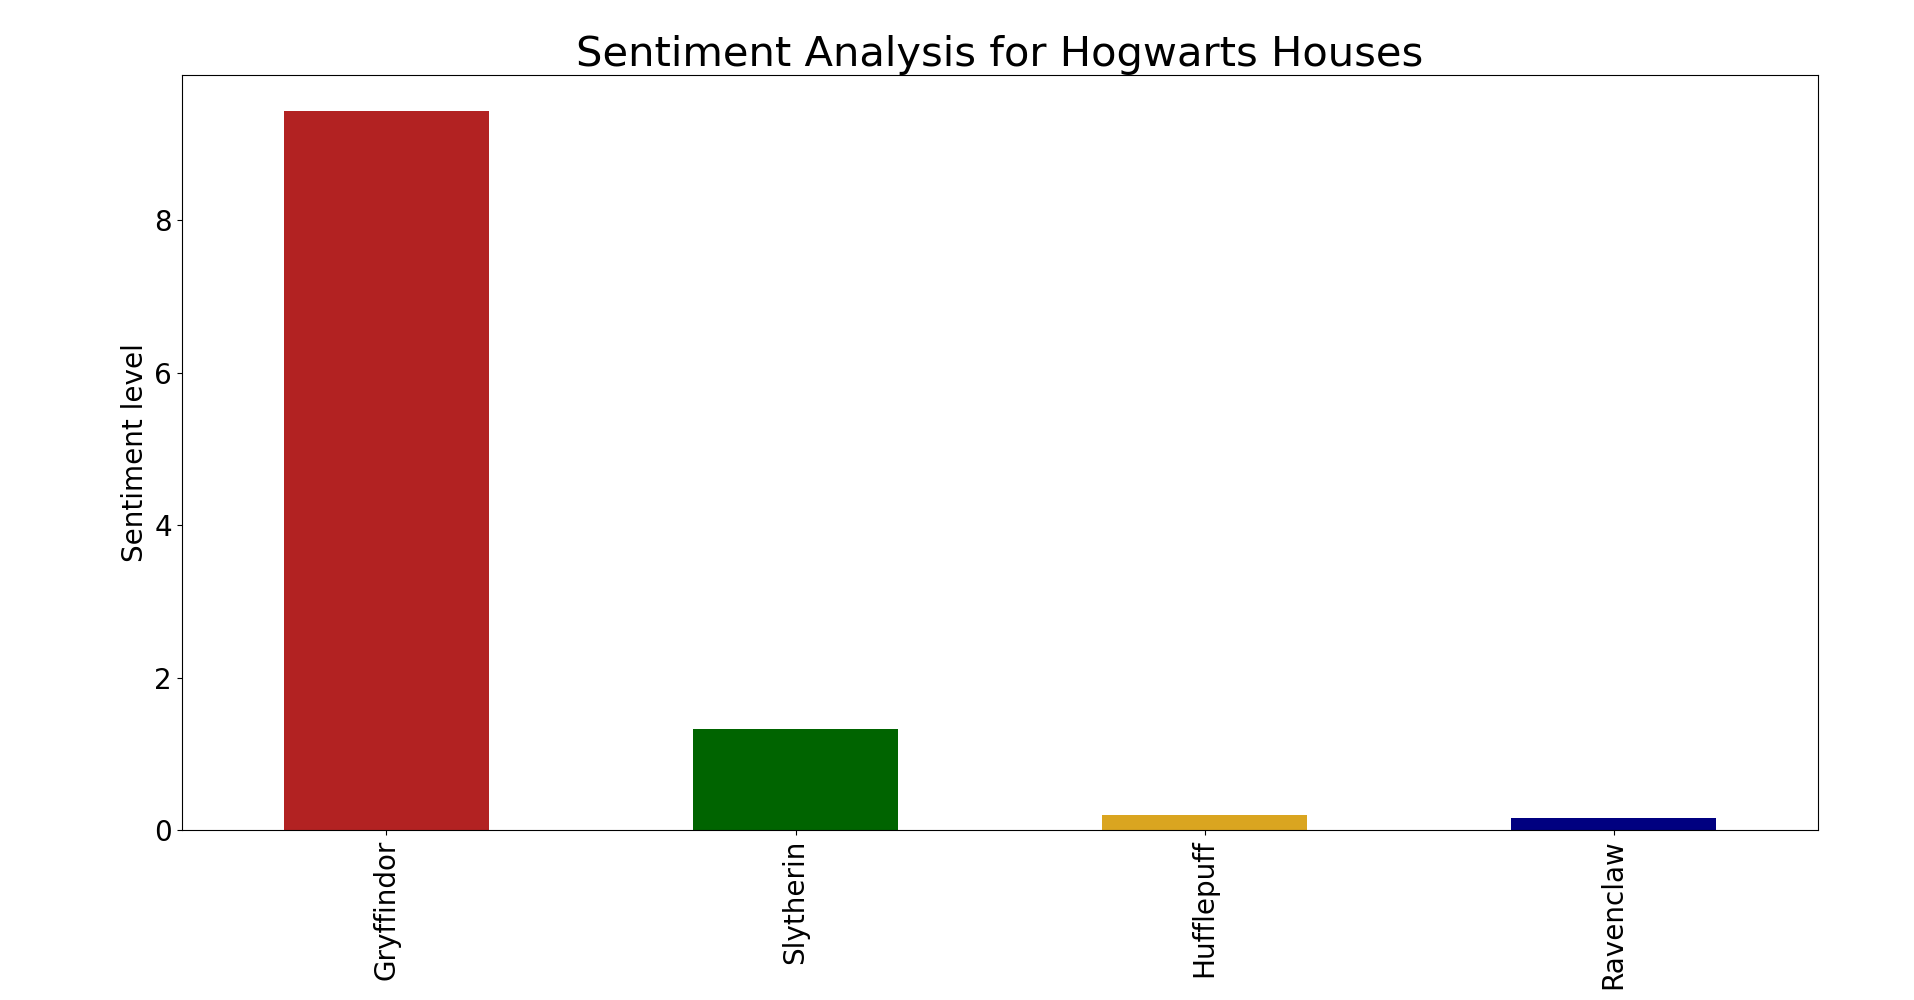 Sentiment Analysis for Hogwarts Houses
Sentiment level
8
6
4
2
0
Gryffindor
Slytherin
Hufflepuff
Ravenclaw